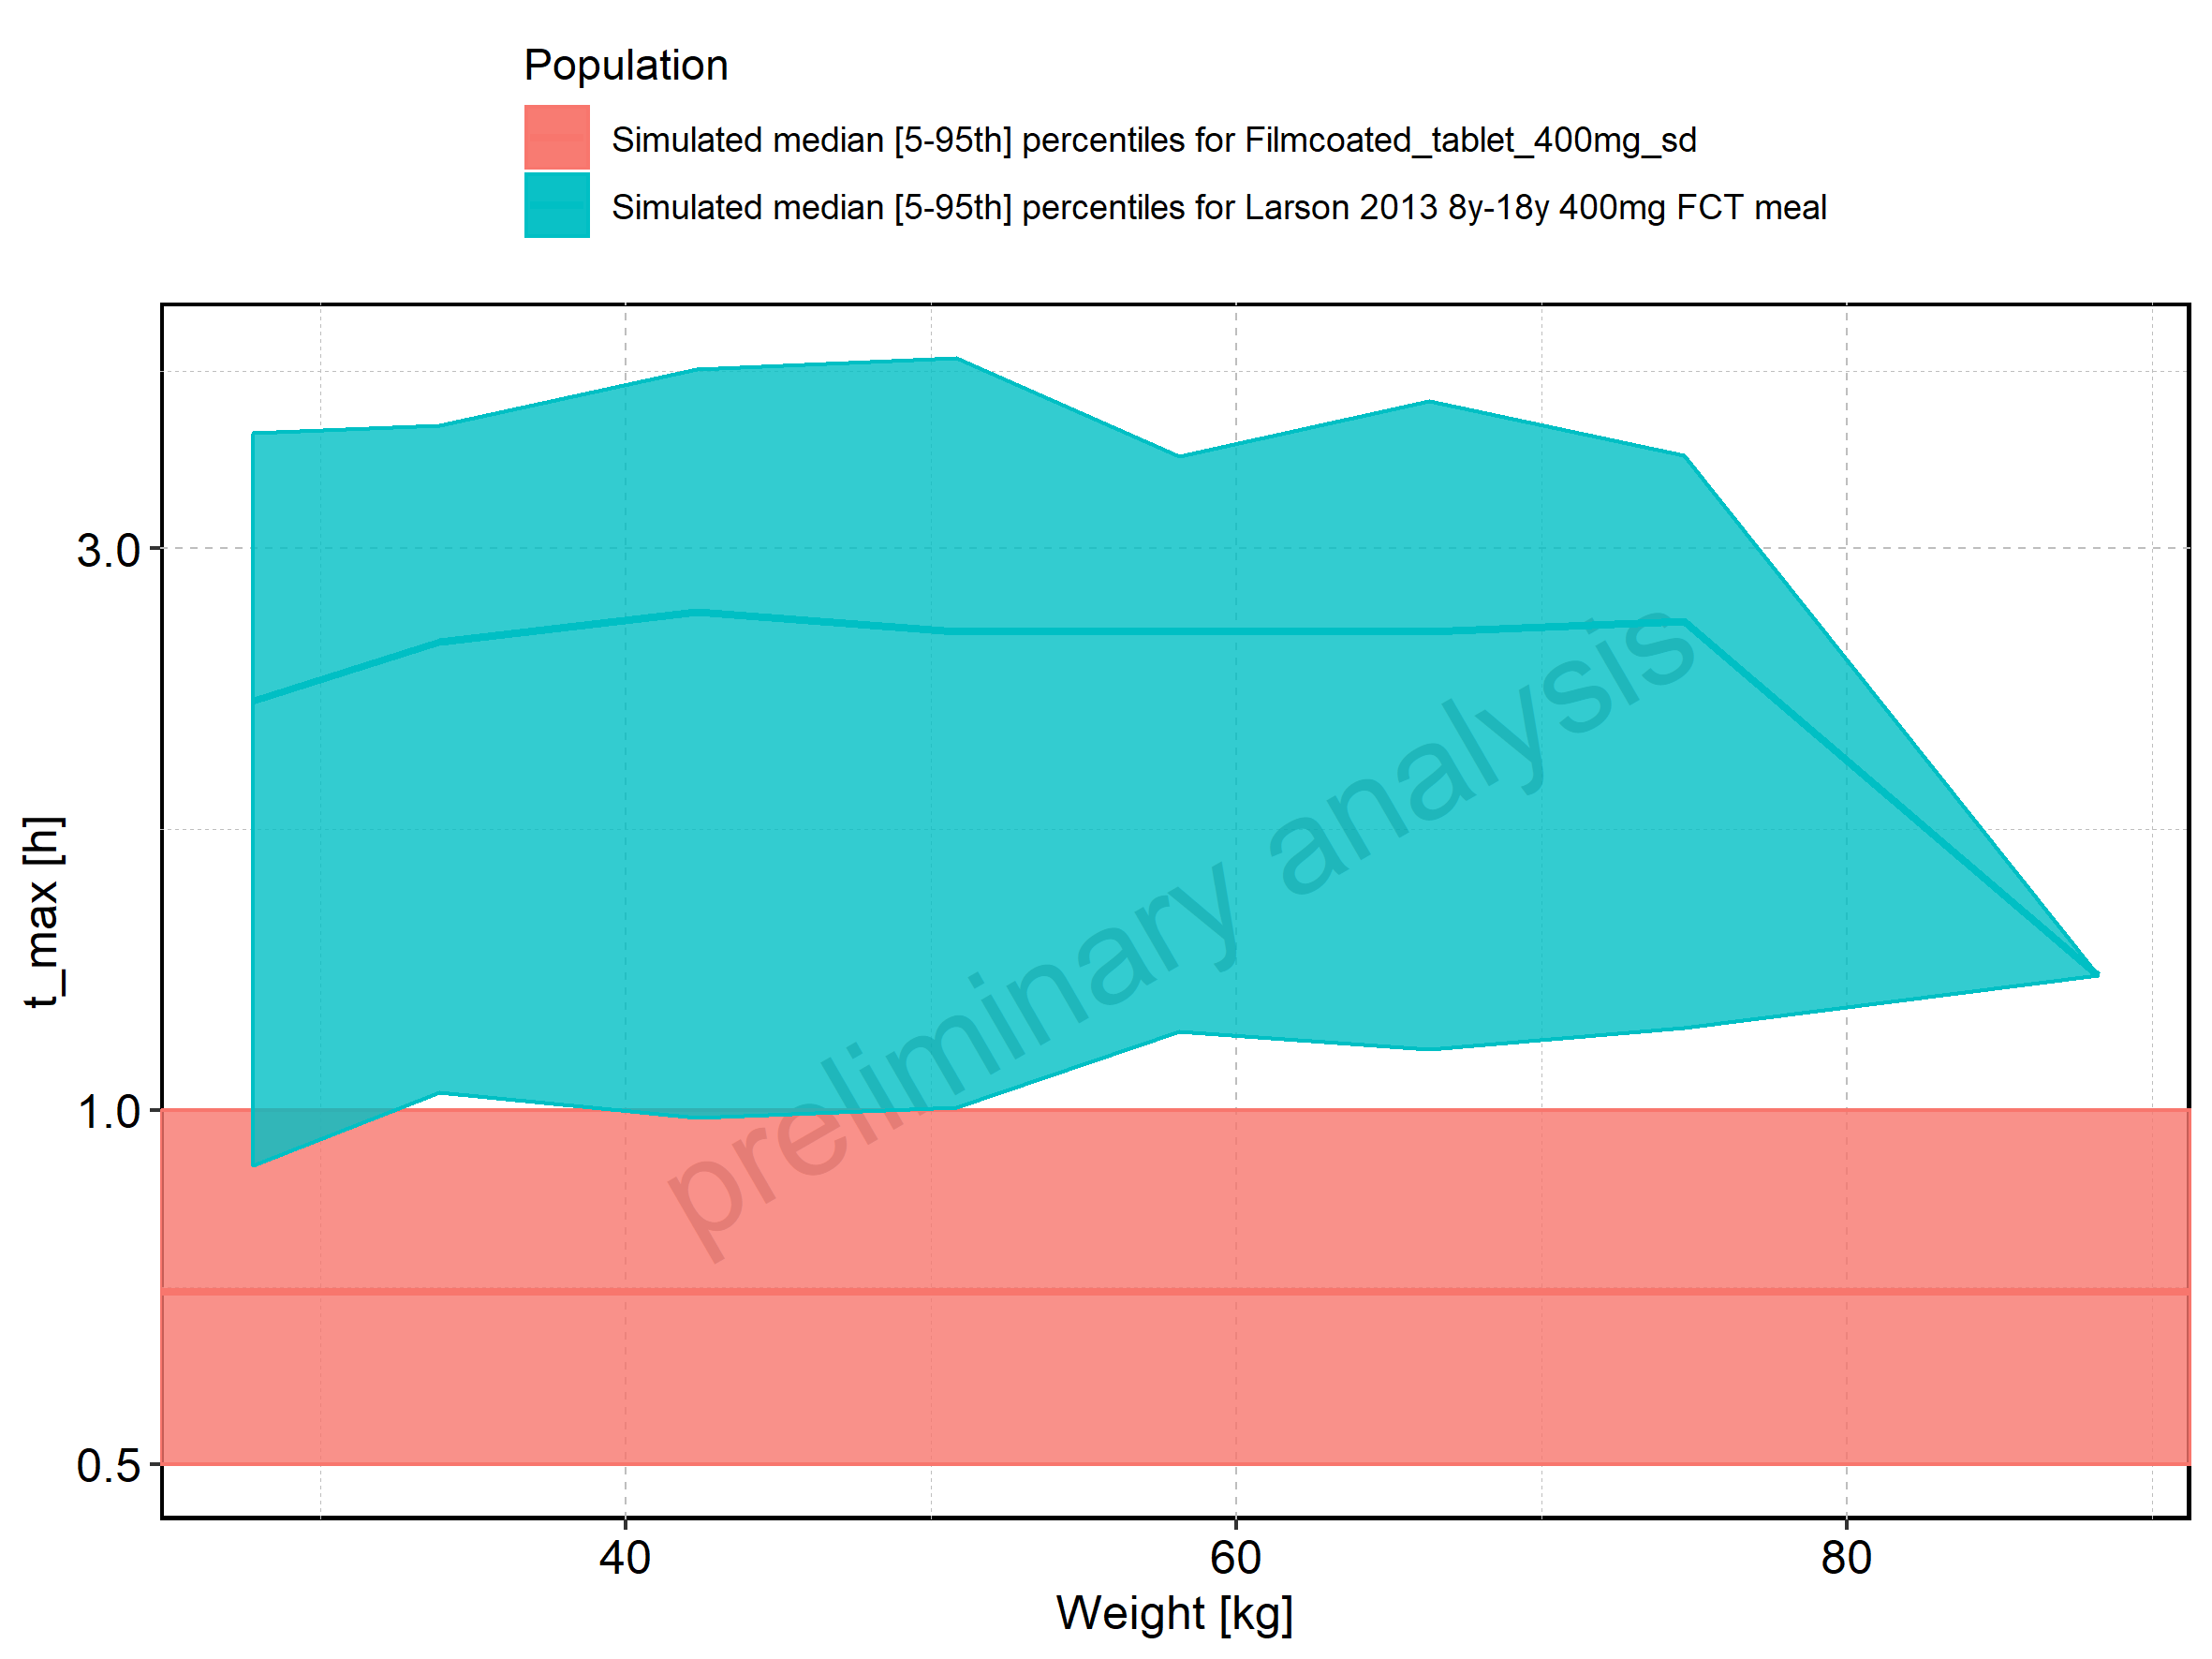 Population
Simulated median [5-95th] percentiles for Filmcoated_tablet_400mg_sd
Simulated median [5-95th] percentiles for Larson 2013 8y-18y 400mg FCT meal
3.0
1.0
0.5
t_max [h]
preliminary analysis
40 60 80
Weight [kg]